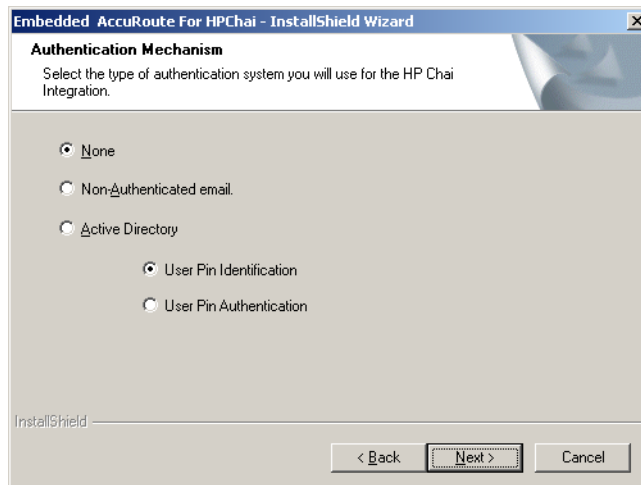 Embedded AccuRoute For HPChai - InstallShield Wizard
Authentication Mechanism
Select the type of authentication system you will use for the HP Chai
Integration.
None
Non-Authenticated email.
Active Directory
User Pin Identification
User Pin Authentication
InstallShield
< Back
Next >
Cancel